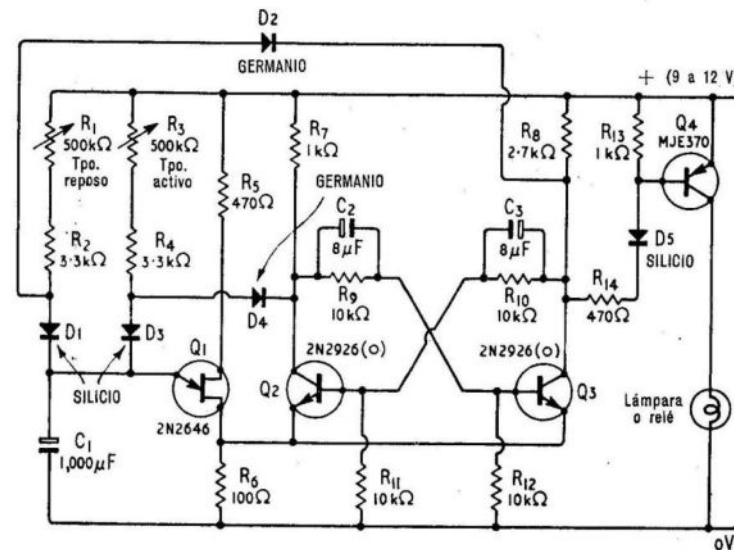 D2
GERMANIO
+ (9 a 12 V)
R1
500kΩ
Tpo.
reposo
R3
500kΩ
Tpo.
activo
R7
1kΩ
R8
2.7kΩ
R13
1kΩ
Q4
MJE370
R5
470Ω
GERMANIO
C2
8µF
C3
8µF
D5
SILICIO
R2
3.3kΩ
R4
3.3kΩ
R9
10kΩ
R10
10kΩ
R14
470Ω
D4
D1
D3
Q1
2N2926(O)
2N2926(O)
SILICIO
Q2
Q3
Lámpara
o relé
2N2646
C1
1,000µF
R6
100Ω
R11
10kΩ
R12
10kΩ
0V